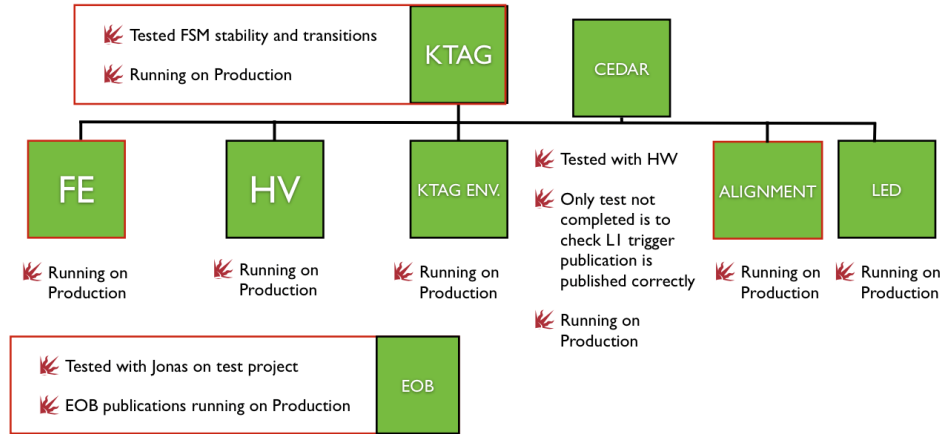 Tested FSM stability and transitions
Running on Production
KTAG
CEDAR
FE
HV
KTAG ENV.
Tested with HW
Only test not
completed is to
check L1 trigger
publication is
published correctly
Running on
Production
ALIGNMENT
LED
Running on
Production
Running on
Production
Running on
Production
Running on
Production
Running on
Production
Tested with Jonas on test project
EOB publications running on Production
EOB